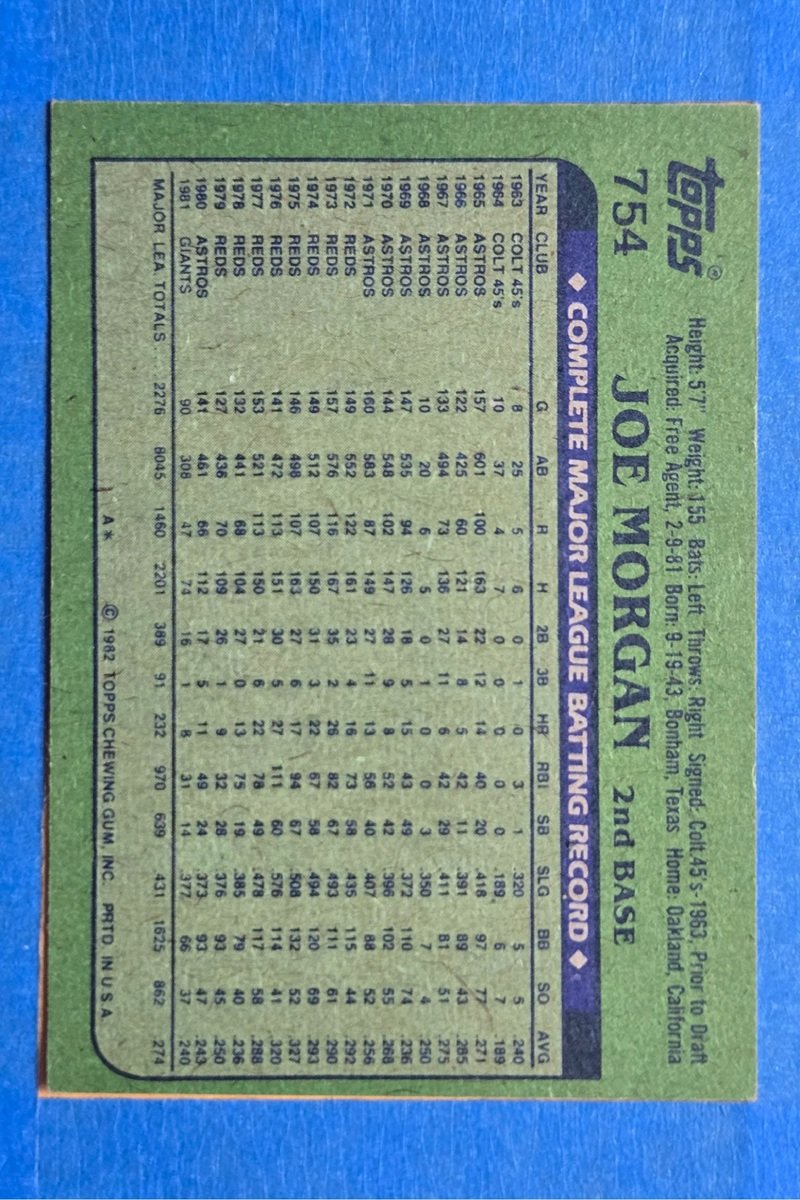 topps®
Height: 5'7" Weight: 155 Bats: Left Throws: Right Signed: Colt 45's-1963, Prior to Draft
Acquired: Free Agent, 2-9-81 Born: 9-19-43, Bonham, Texas Home: Oakland, California
754 JOE MORGAN 2nd BASE
◆ COMPLETE MAJOR LEAGUE BATTING RECORD ◆
YEAR CLUB G AB R H 2B 3B HR RBI SB SLG BB SO AVG
1963 COLT 45's 8 25 5 6 0 1 0 3 1 .320 5 5 .240
1964 COLT 45's 10 37 4 7 0 0 0 0 0 .189 6 7 .189
1965 ASTROS 157 601 100 163 22 12 14 40 20 .418 97 77 .271
1966 ASTROS 122 425 60 121 14 8 5 42 11 .391 89 43 .285
1967 ASTROS 133 494 73 136 27 11 6 42 29 .411 81 51 .275
1968 ASTROS 10 20 6 5 0 1 0 0 3 .350 7 4 .250
1969 ASTROS 147 535 94 126 18 5 15 43 49 .372 110 74 .236
1970 ASTROS 144 548 102 147 28 9 8 52 42 .396 102 55 .268
1971 ASTROS 160 583 87 149 27 11 13 56 40 .407 88 52 .256
1972 REDS 149 552 122 161 23 4 16 73 58 .435 115 44 .292
1973 REDS 157 576 116 167 35 2 26 82 67 .493 111 61 .290
1974 REDS 149 512 107 150 31 3 22 67 58 .494 120 69 .293
1975 REDS 146 498 107 163 27 6 17 94 67 .508 132 52 .327
1976 REDS 141 472 113 151 30 5 27 111 60 .576 114 41 .320
1977 REDS 153 521 113 150 21 6 22 78 49 .478 117 58 .288
1978 REDS 132 441 68 104 27 0 13 75 19 .385 79 40 .236
1979 REDS 127 436 70 109 26 1 9 32 28 .376 93 45 .250
1980 ASTROS 141 461 66 112 17 5 11 49 24 .373 93 47 .243
1981 GIANTS 90 308 47 74 16 1 8 31 14 .377 66 37 .240
MAJOR LEA TOTALS ... 2276 8045 1460 2201 389 91 232 970 639 .431 1625 862 .274
A* © 1982 TOPPS CHEWING GUM, INC. PRTD. IN U.S.A.